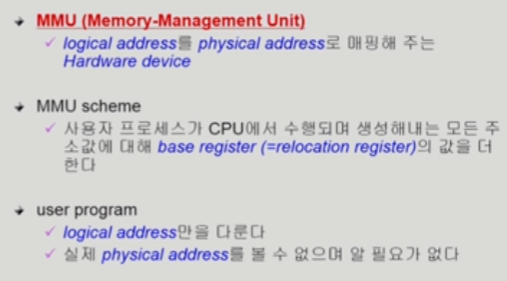 MMU (Memory-Management Unit)
logical address를 physical address로 매핑해 주는
Hardware device
MMU scheme
사용자 프로세스가 CPU에서 수행되며 생성해내는 모든 주
소값에 대해 base register (=relocation register)의 값을 더
한다
user program
logical address만을 다룬다
실제 physical address를 볼 수 없으며 알 필요가 없다